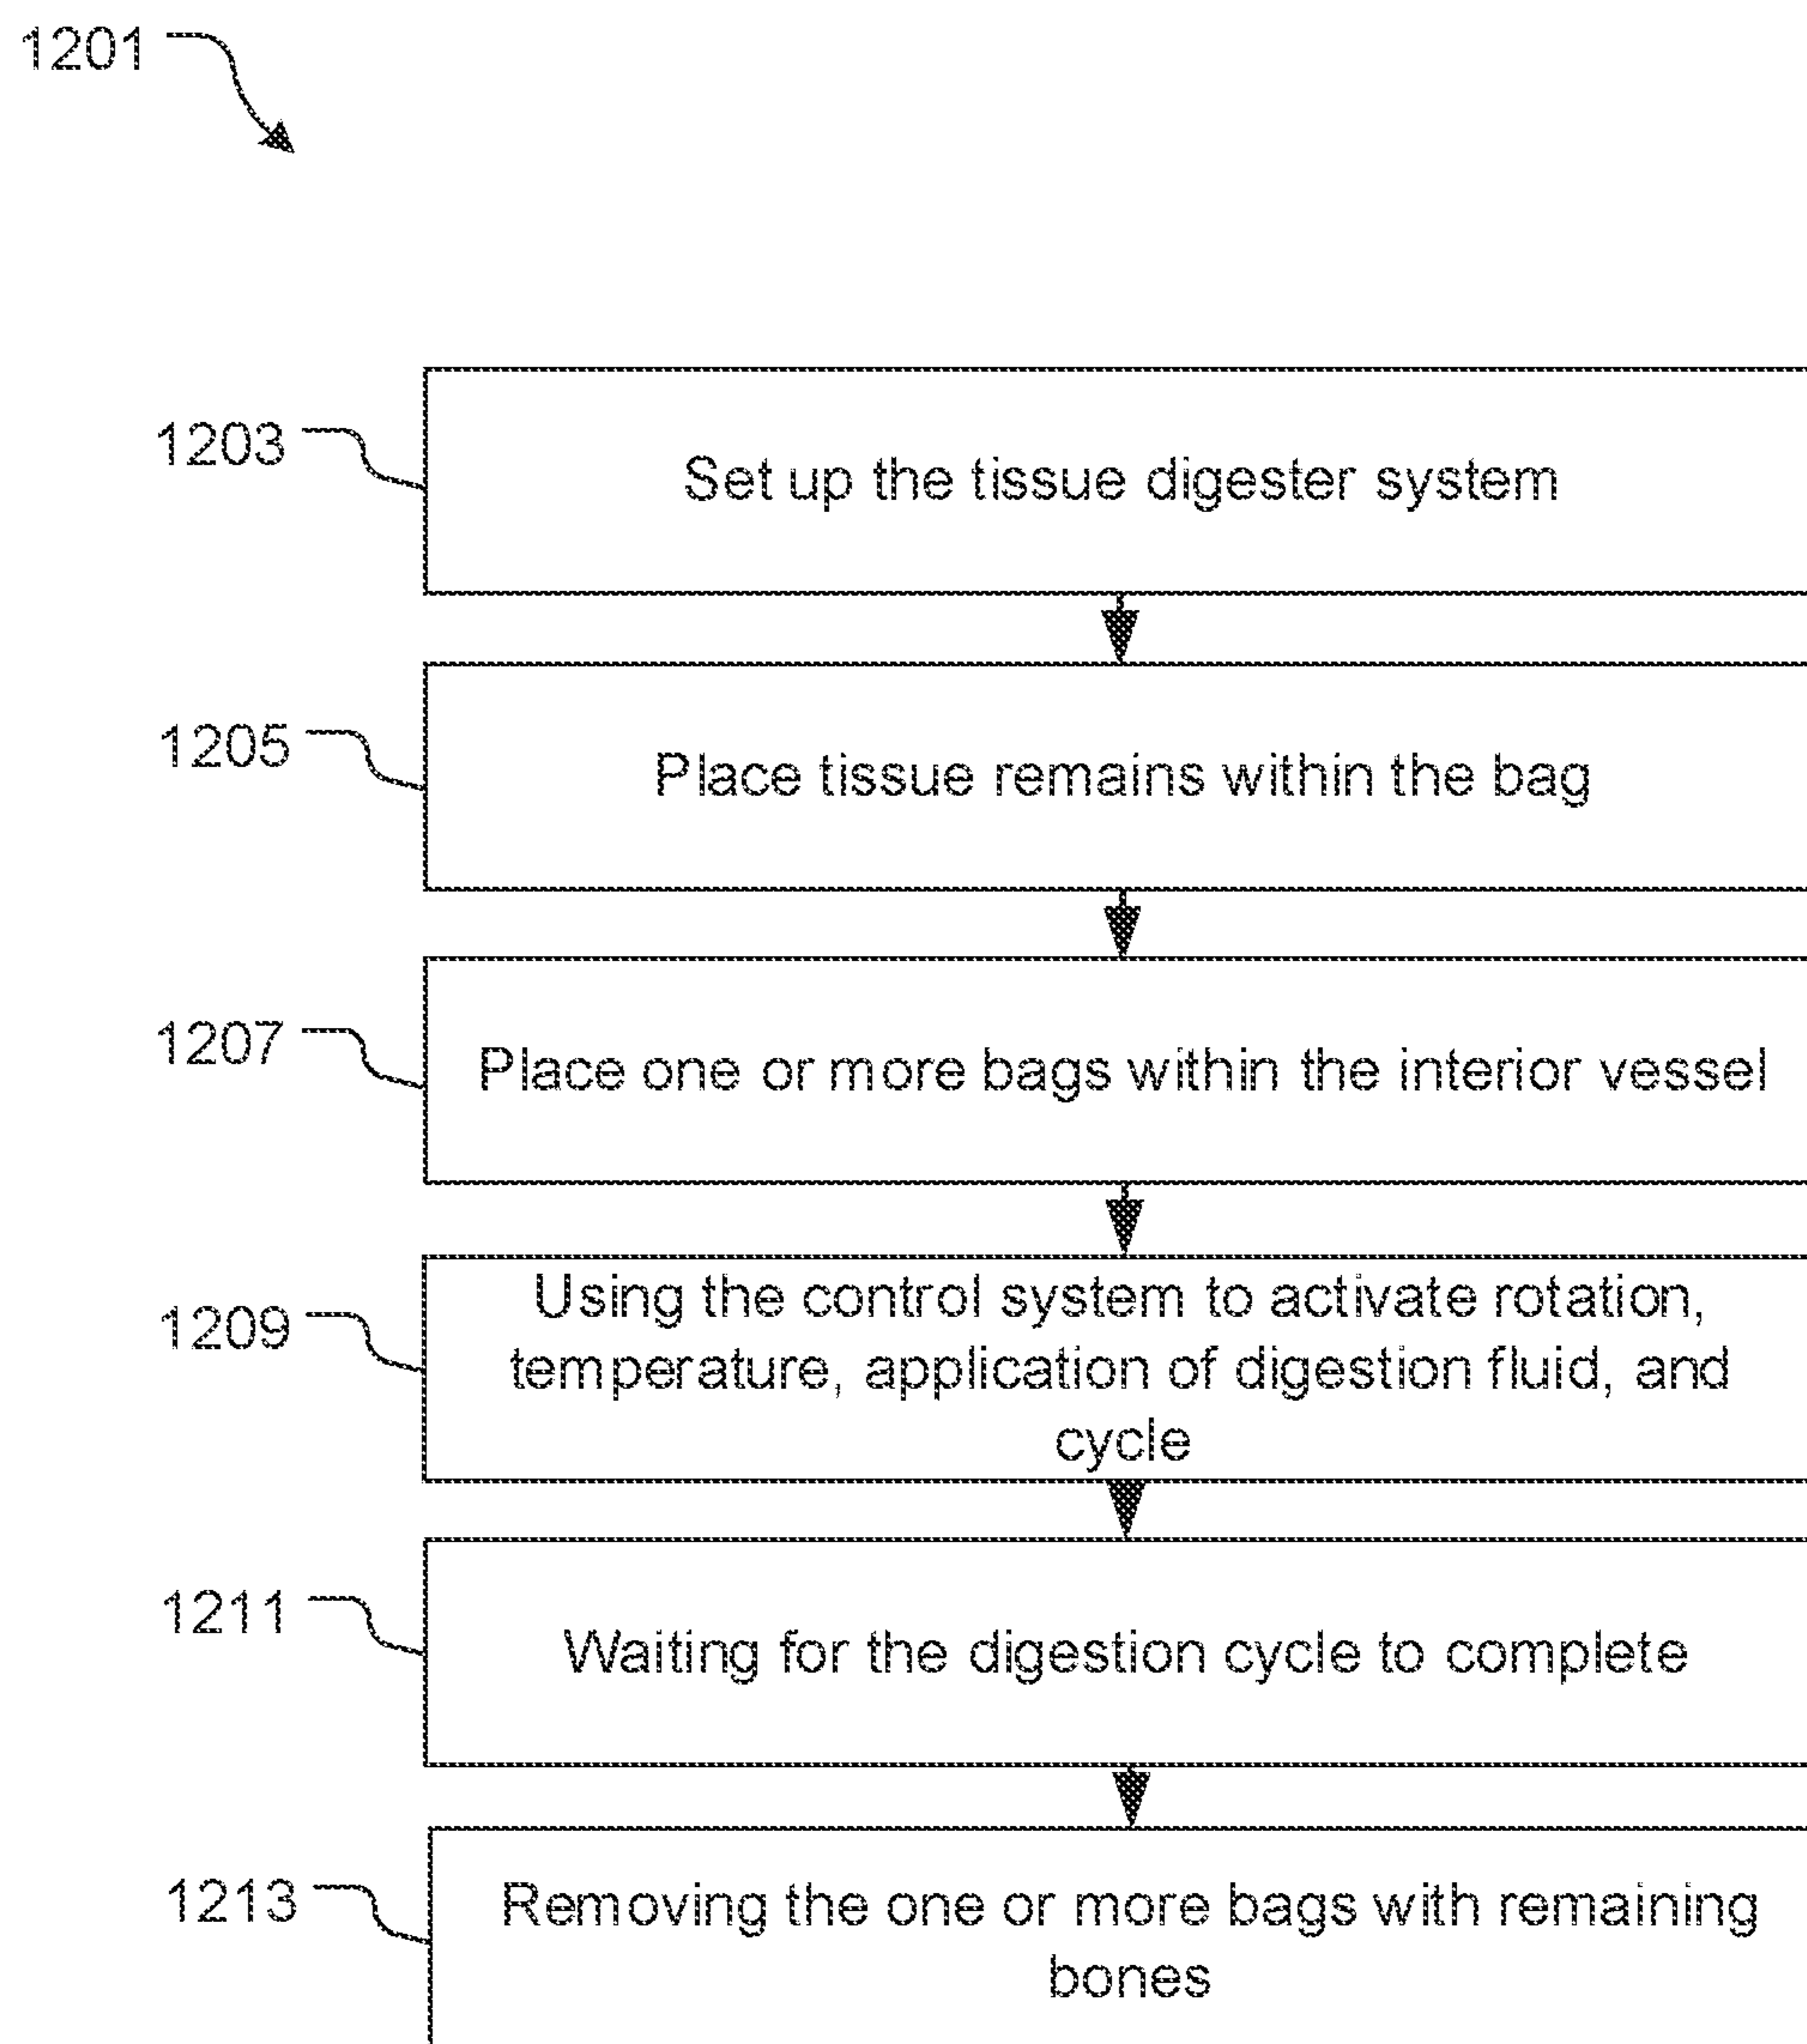 1201
1203
Set up the tissue digester system
1205
Place tissue remains within the bag
1207
Place one or more bags within the interior vessel
1209
Using the control system to activate rotation,
temperature, application of digestion fluid, and
cycle
1211
Waiting for the digestion cycle to complete
1213
Removing the one or more bags with remaining
bones